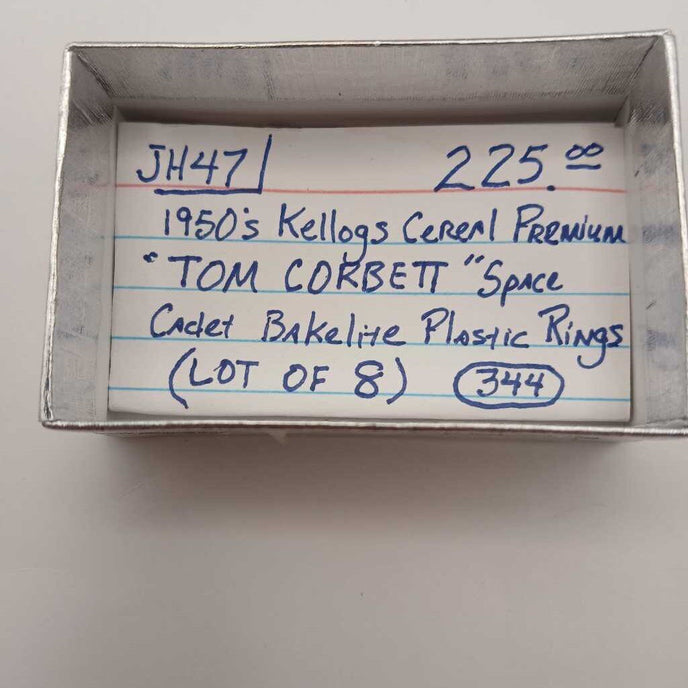 JH47 225.00
1950's Kellogs Cereal Premium
"TOM CORBETT" Space
Cadet Bakelite Plastic Rings
(LOT OF 8) 344